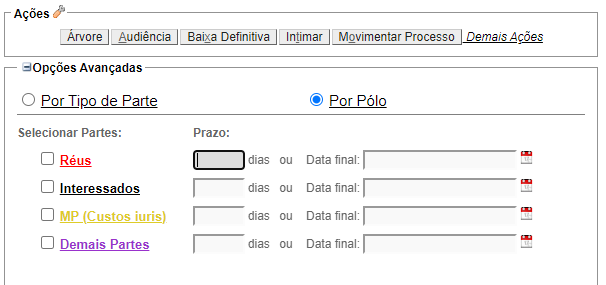 Ações
Árvore Audiência Baixa Definitiva Intimar Movimentar Processo Demais Ações
Opções Avançadas
Por Tipo de Parte Por Pólo
Selecionar Partes: Prazo:
Réus dias ou Data final:
Interessados dias ou Data final:
MP (Custos iuris) dias ou Data final:
Demais Partes dias ou Data final: